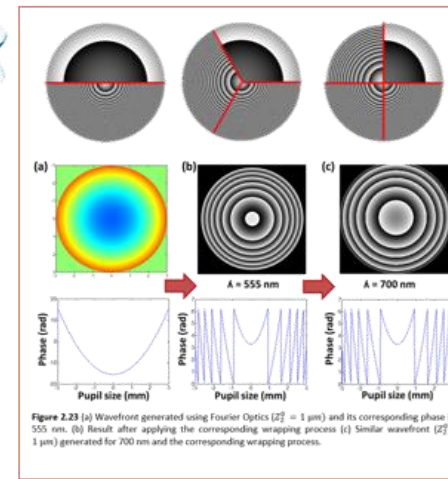 (a)
(b)
(c)
λ = 555 nm
λ = 700 nm
Phase (rad)
Phase (rad)
Phase (rad)
Pupil size (mm)
Pupil size (mm)
Pupil size (mm)
Figure 2.23 (a) Wavefront generated using Fourier Optics (Z₂⁰ = 1 μm) and its corresponding phase
555 nm. (b) Result after applying the corresponding wrapping process (c) Similar wavefront (Z₂⁰
1 μm) generated for 700 nm and the corresponding wrapping process.